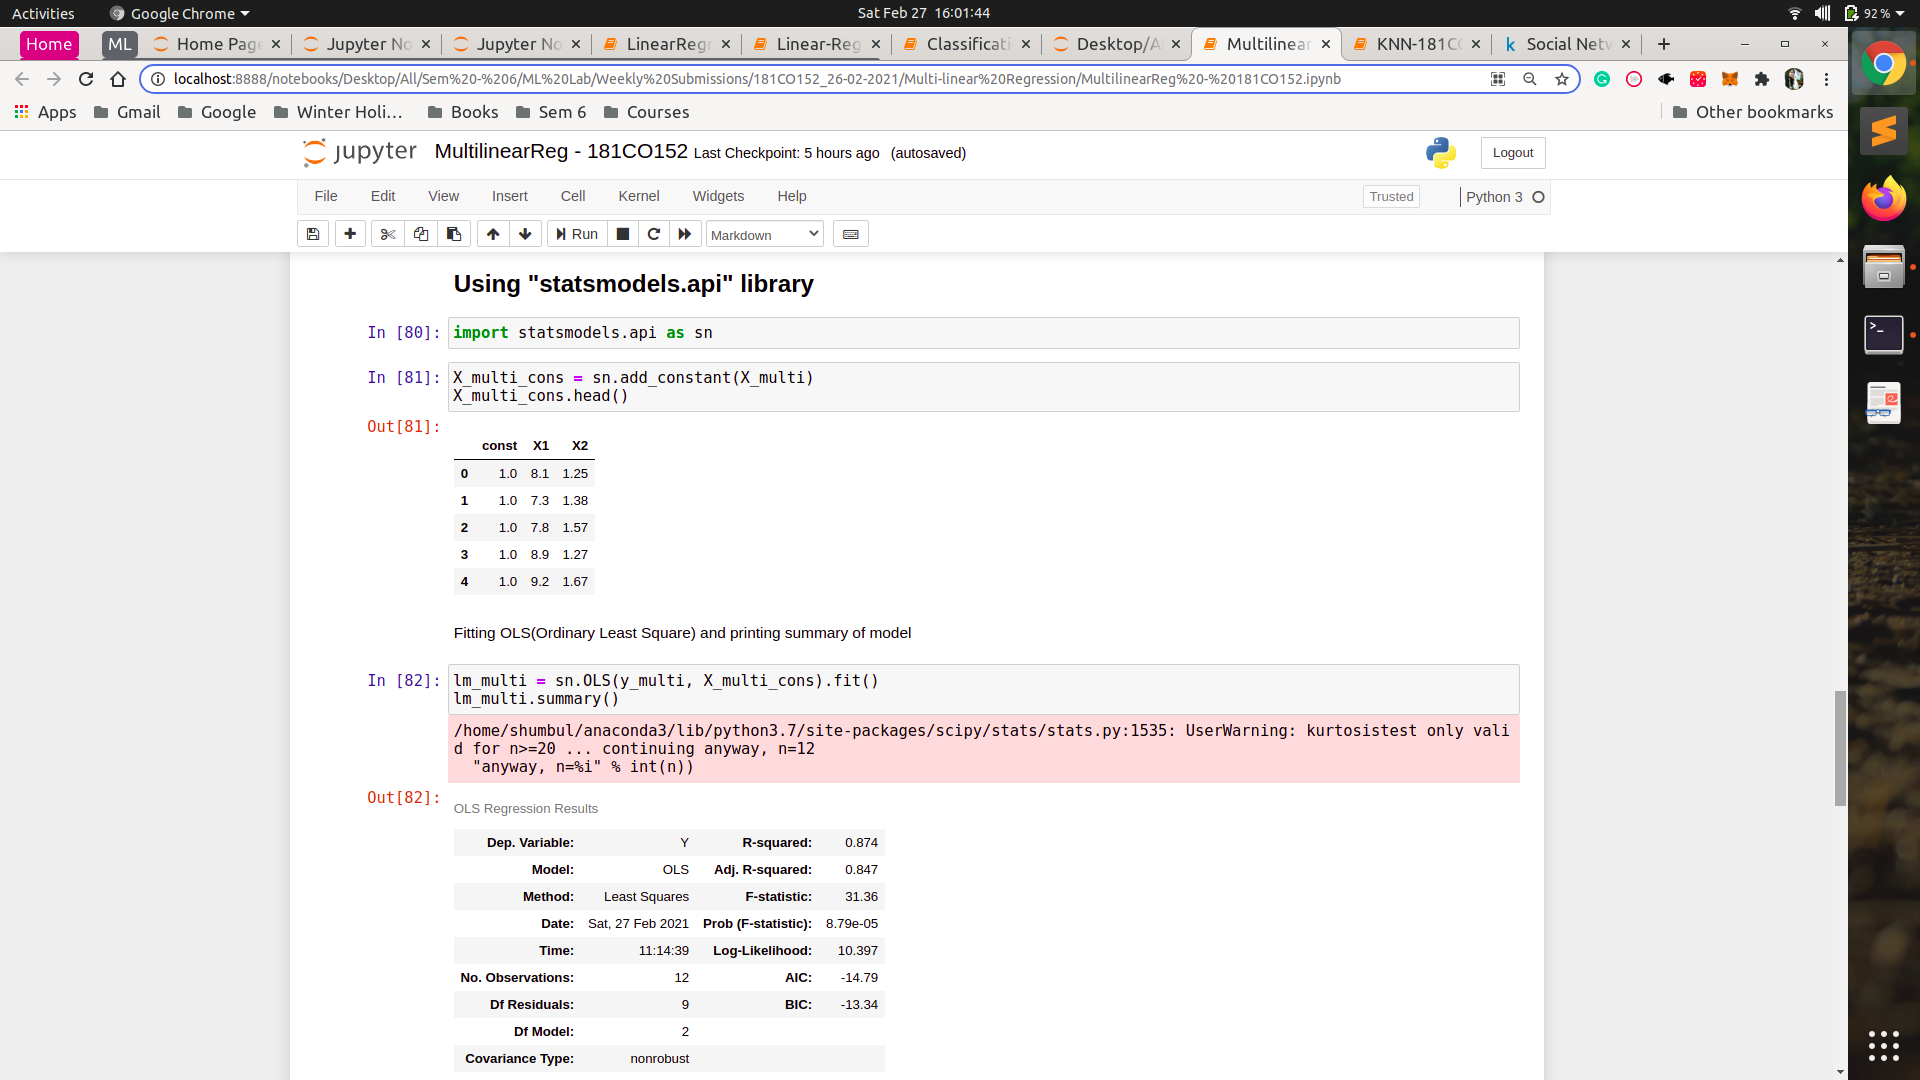 Activities
Google Chrome
Sat Feb 27 16:01:44
92 %
Home
ML
Home Page
Jupyter No
Jupyter No
LinearRegr
Linear-Reg
Classificati
Desktop/A
Multilinear
KNN-181C
Social Netw
localhost:8888/notebooks/Desktop/All/Sem%20-%206/ML%20Lab/Weekly%20Submissions/181CO152_26-02-2021/Multi-linear%20Regression/MultilinearReg%20-%20181CO152.ipynb
Apps
Gmail
Google
Winter Holi...
Books
Sem 6
Courses
Other bookmarks
jupyter
MultilinearReg - 181CO152 Last Checkpoint: 5 hours ago (autosaved)
Logout
File Edit View Insert Cell Kernel Widgets Help
Trusted
Python 3
Run
Markdown
Using "statsmodels.api" library
In [80]: import statsmodels.api as sn
In [81]: X_multi_cons = sn.add_constant(X_multi)
X_multi_cons.head()
Out[81]:
const X1 X2
0 1.0 8.1 1.25
1 1.0 7.3 1.38
2 1.0 7.8 1.57
3 1.0 8.9 1.27
4 1.0 9.2 1.67
Fitting OLS(Ordinary Least Square) and printing summary of model
In [82]: lm_multi = sn.OLS(y_multi, X_multi_cons).fit()
lm_multi.summary()
/home/shumbul/anaconda3/lib/python3.7/site-packages/scipy/stats/stats.py:1535: UserWarning: kurtosistest only vali
d for n>=20 ... continuing anyway, n=12
"anyway, n=%i" % int(n))
Out[82]:
OLS Regression Results
Dep. Variable: Y R-squared: 0.874
Model: OLS Adj. R-squared: 0.847
Method: Least Squares F-statistic: 31.36
Date: Sat, 27 Feb 2021 Prob (F-statistic): 8.79e-05
Time: 11:14:39 Log-Likelihood: 10.397
No. Observations: 12 AIC: -14.79
Df Residuals: 9 BIC: -13.34
Df Model: 2
Covariance Type: nonrobust